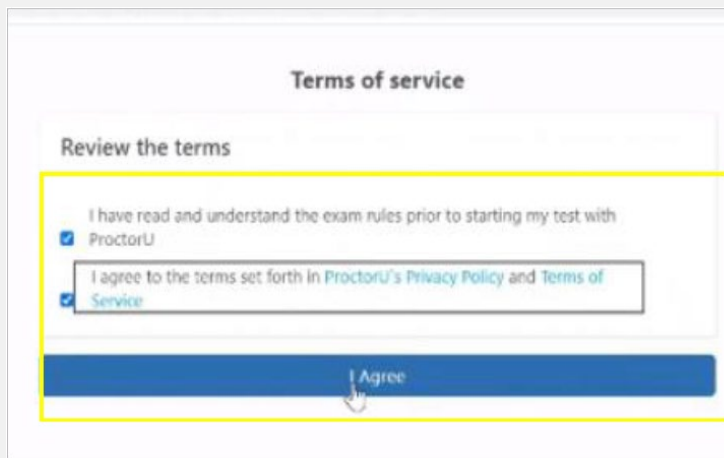 Terms of service
Review the terms
I have read and understand the exam rules prior to starting my test with
ProctorU
I agree to the terms set forth in ProctorU's Privacy Policy and Terms of
Service
I Agree